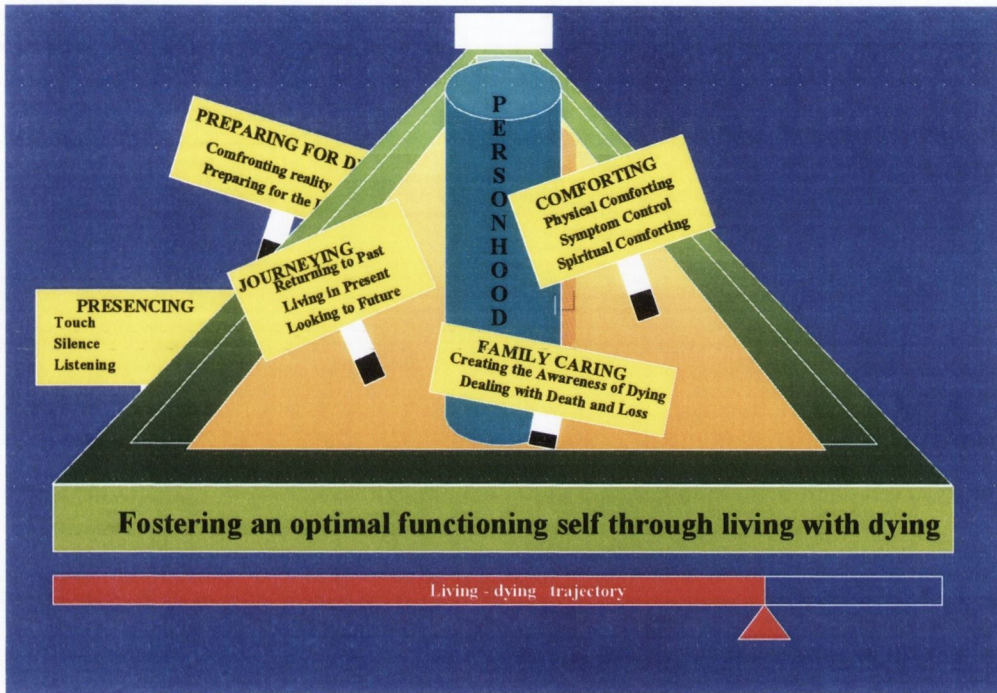 PERSONHOOD
PREPARING FOR
Comfronting reality
Preparing for the
COMFORTING
Physical Comforting
Symptom Control
Spiritual Comforting
JOURNEYING
Returning to Past
Living in Present
Looking to Future
PRESENCING
Touch
Silence
Listening
FAMILY CARING
Creating the Awareness of Dying
Dealing with Death and Loss
Fostering an optimal functioning self through living with dying
Living - dying trajectory